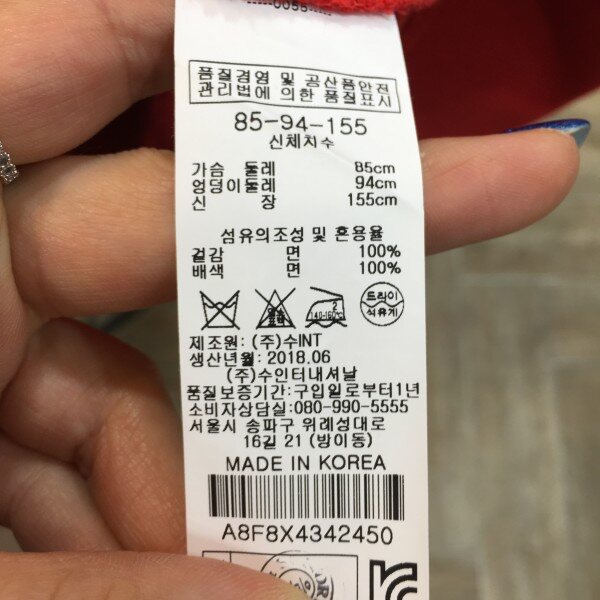 -----0055-----
품질경영 및 공산품안전
관리법에 의한 품질표시
85-94-155
신체치수
가슴 둘레 85cm
엉덩이둘레 94cm
신 장 155cm
섬유의조성 및 혼용율
겉감 면 100%
배색 면 100%
2
140-160℃
드라이
석유계
제조원: (주)수INT
생산년월: 2018.06
(주)수인터내셔날
품질보증기간: 구입일로부터1년
소비자상담실: 080-990-5555
서울시 송파구 위례성대로
16길 21 (방이동)
MADE IN KOREA
A8F8X4342450